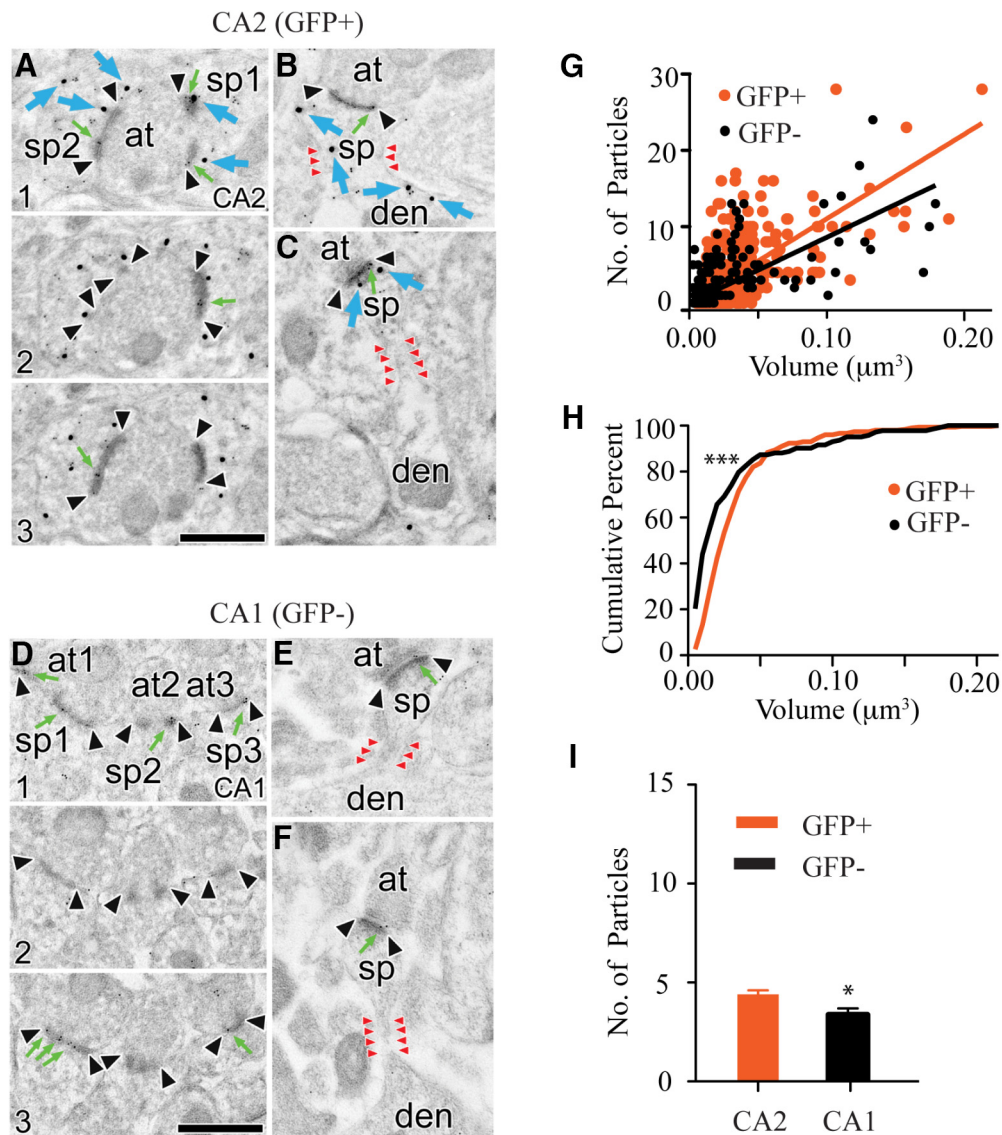 CA2 (GFP+)
A
sp1
sp2
at
1
CA2
2
3
B
at
sp
den
C
at
sp
den
CA1 (GFP-)
D
at1
at2 at3
sp1
sp2
sp3
1
CA1
2
3
E
at
sp
den
F
at
sp
den
G
30
20
10
0
No. of Particles
GFP+
GFP-
0.00
0.10
0.20
Volume (µm³)
H
100
80
60
40
20
0
Cumulative Percent
***
GFP+
GFP-
0.00
0.10
0.20
Volume (µm³)
I
15
10
5
0
No. of Particles
GFP+
GFP-
*
CA2
CA1